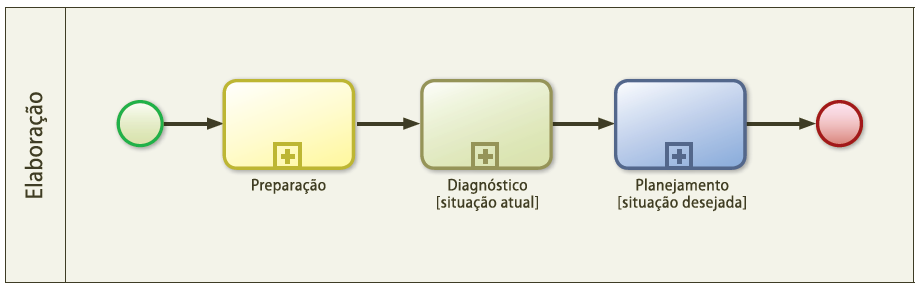 Elaboração
Preparação
Diagnóstico
[situação atual]
Planejamento
[situação desejada]